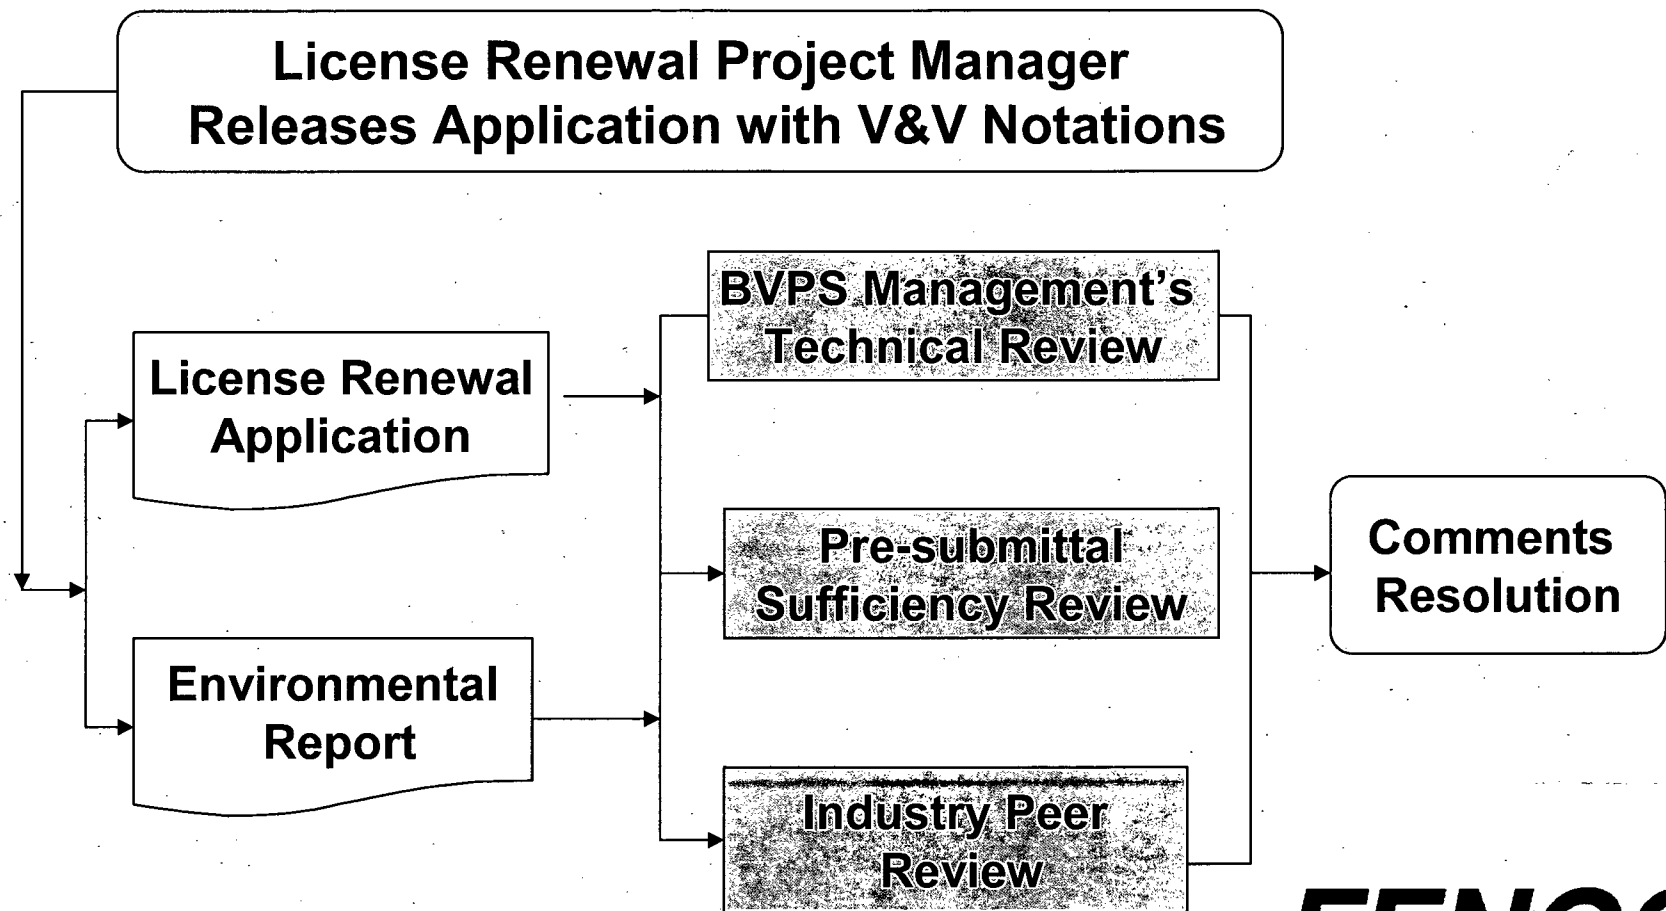 License Renewal Project Manager
Releases Application with V&V Notations
BVPS Management's
Technical Review
License Renewal
Application
Pre-submittal
Sufficiency Review
Comments
Resolution
Environmental
Report
Industry Peer
Review